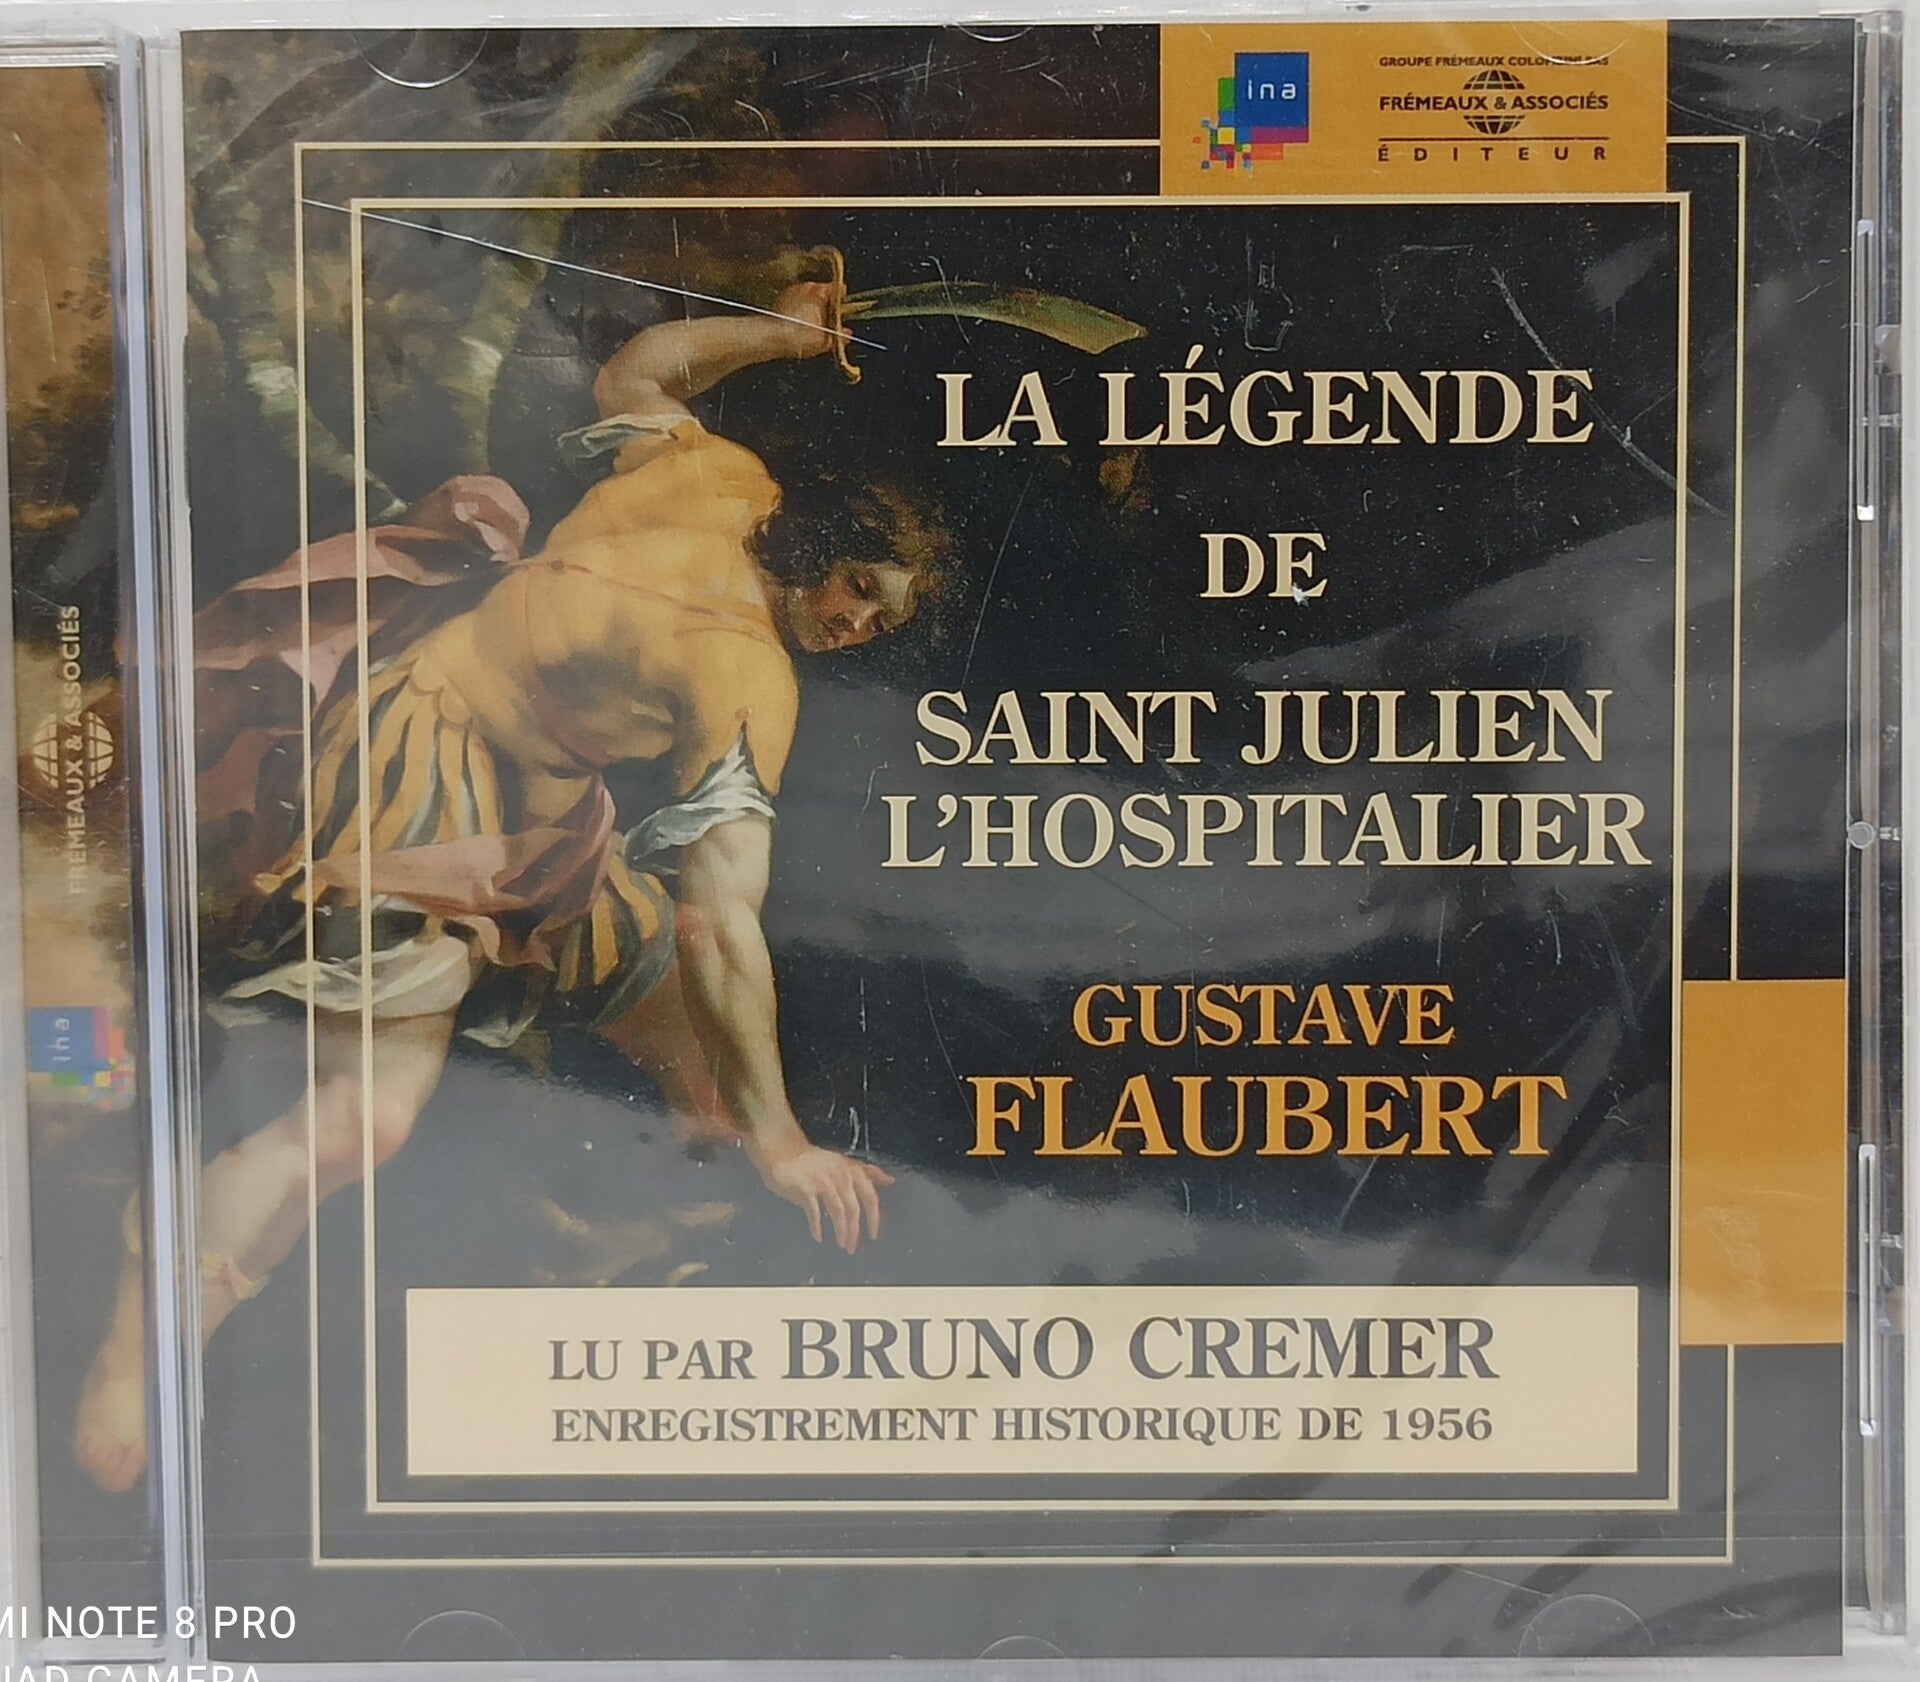 ina
GROUPE FRÉMEAUX COLOMBINI SAS
FRÉMEAUX & ASSOCIÉS
ÉDITEUR
LA LÉGENDE
DE
SAINT JULIEN
L'HOSPITALIER
GUSTAVE
FLAUBERT
LU PAR BRUNO CREMER
ENREGISTREMENT HISTORIQUE DE 1956
FRÉMEAUX & ASSOCIÉS
ina
MI NOTE 8 PRO
CAMERA